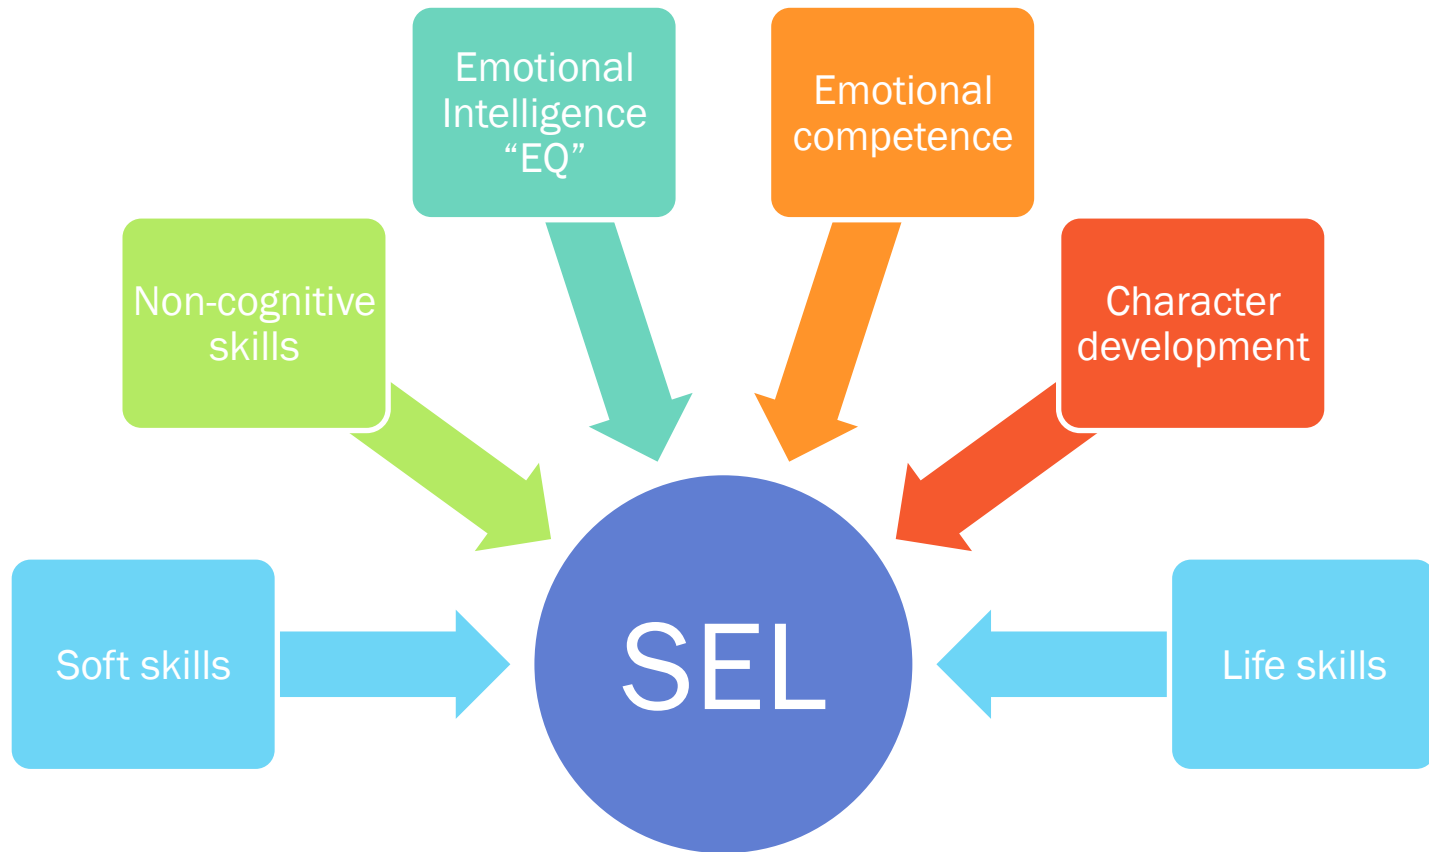 Emotional
Intelligence
“EQ”
Emotional
competence
Non-cognitive
skills
Character
development
Soft skills
SEL
Life skills